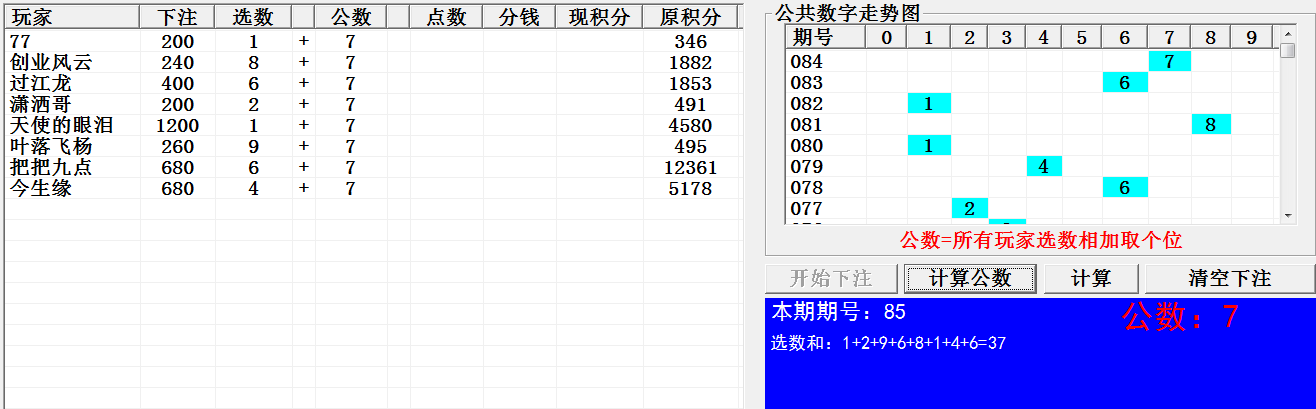 玩家 下注 选数 公数 点数 分钱 现积分 原积分
77 200 1 + 7 346
创业风云 240 8 + 7 1882
过江龙 400 6 + 7 1853
潇洒哥 200 2 + 7 491
天使的眼泪 1200 1 + 7 4580
叶落飞杨 260 9 + 7 495
把把九点 680 6 + 7 12361
今生缘 680 4 + 7 5178
公共数字走势图
期号 0 1 2 3 4 5 6 7 8 9
084 7
083 6
082 1
081 8
080 1
079 4
078 6
077 2
公数=所有玩家选数相加取个位
开始下注 计算公数 计算 清空下注
本期期号：85 公数：7
选数和：1+2+9+6+8+1+4+6=37